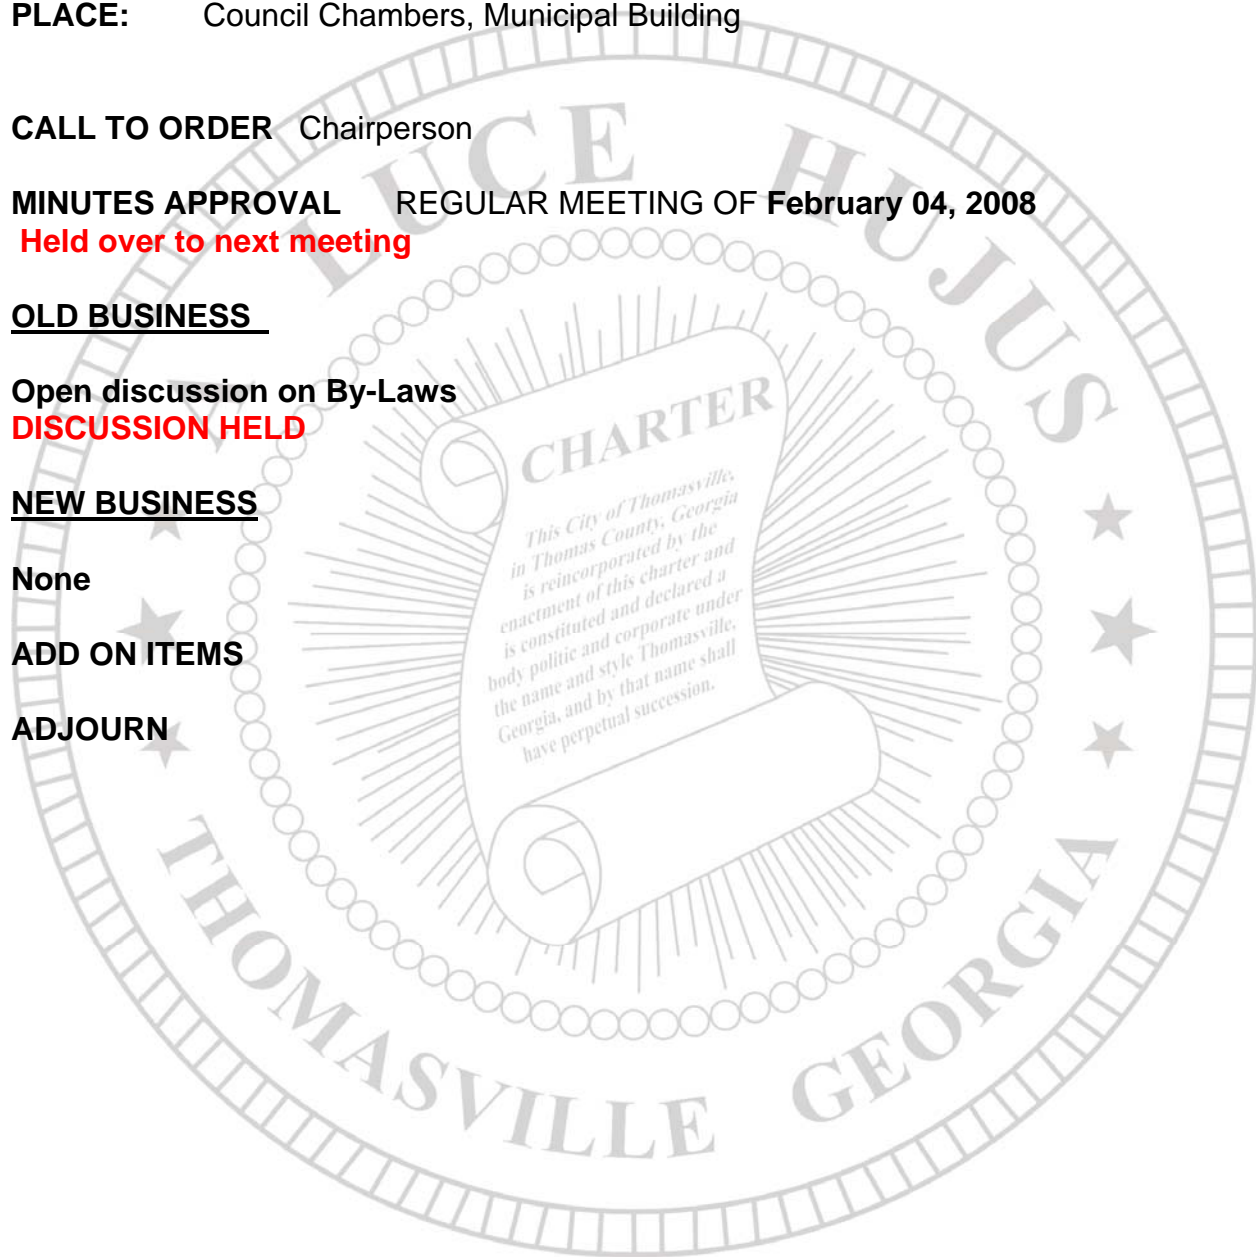 PLACE: Council Chambers, Municipal Building
CALL TO ORDER Chairperson
MINUTES APPROVAL REGULAR MEETING OF February 04, 2008
Held over to next meeting
OLD BUSINESS
Open discussion on By-Laws
DISCUSSION HELD
NEW BUSINESS
None
ADD ON ITEMS
ADJOURN
A LUCE HUJUS
CHARTER
This City of Thomasville,
in Thomas County, Georgia
is reincorporated by the
enactment of this charter and
is constituted and declared a
body politic and corporate under
the name and style Thomasville,
Georgia, and by that name shall
have perpetual succession.
THOMASVILLE GEORGIA